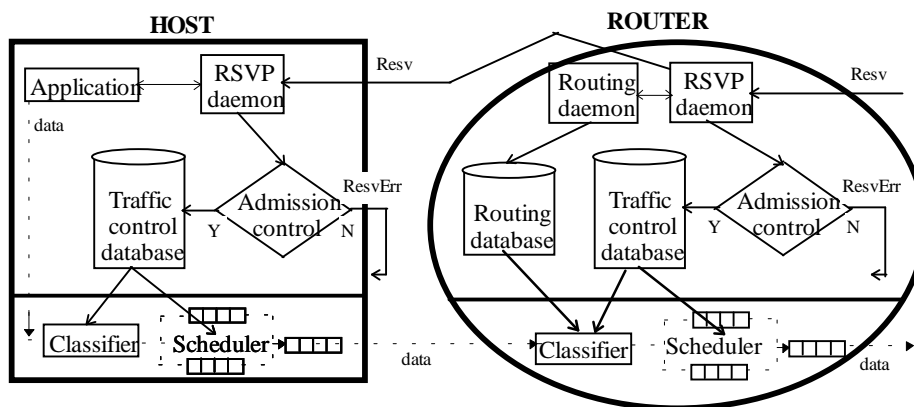 HOST
ROUTER
Application
RSVP
daemon
Resv
Routing
daemon
RSVP
daemon
Resv
data
Traffic
control
database
Admission
control
ResvErr
Y
N
Routing
database
Traffic
control
database
Admission
control
ResvErr
Y
N
Classifier
Scheduler
data
Classifier
Scheduler
data